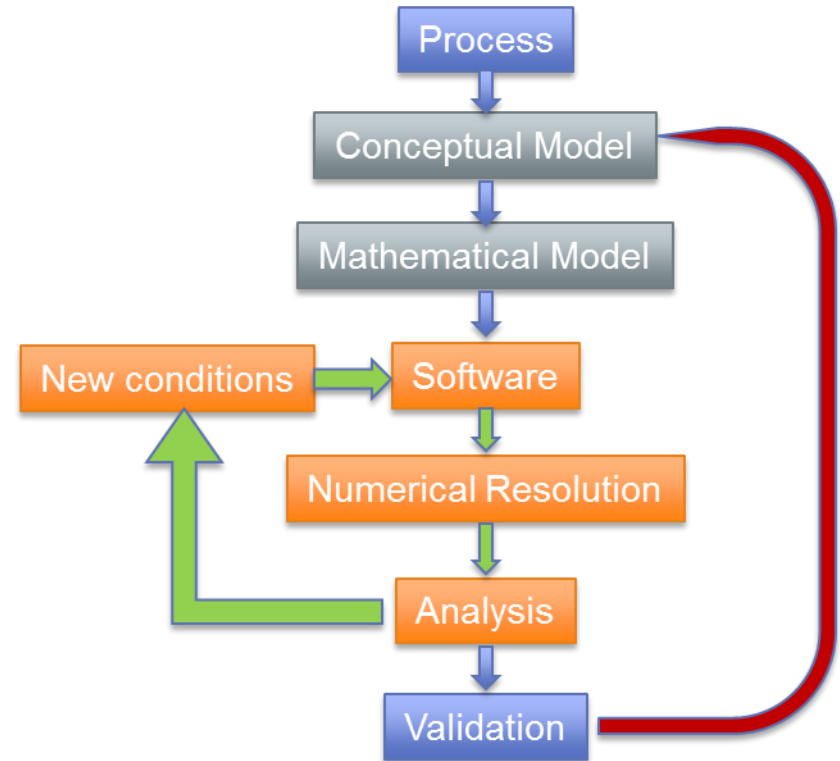 Process
Conceptual Model
Mathematical Model
New conditions
Software
Numerical Resolution
Analysis
Validation